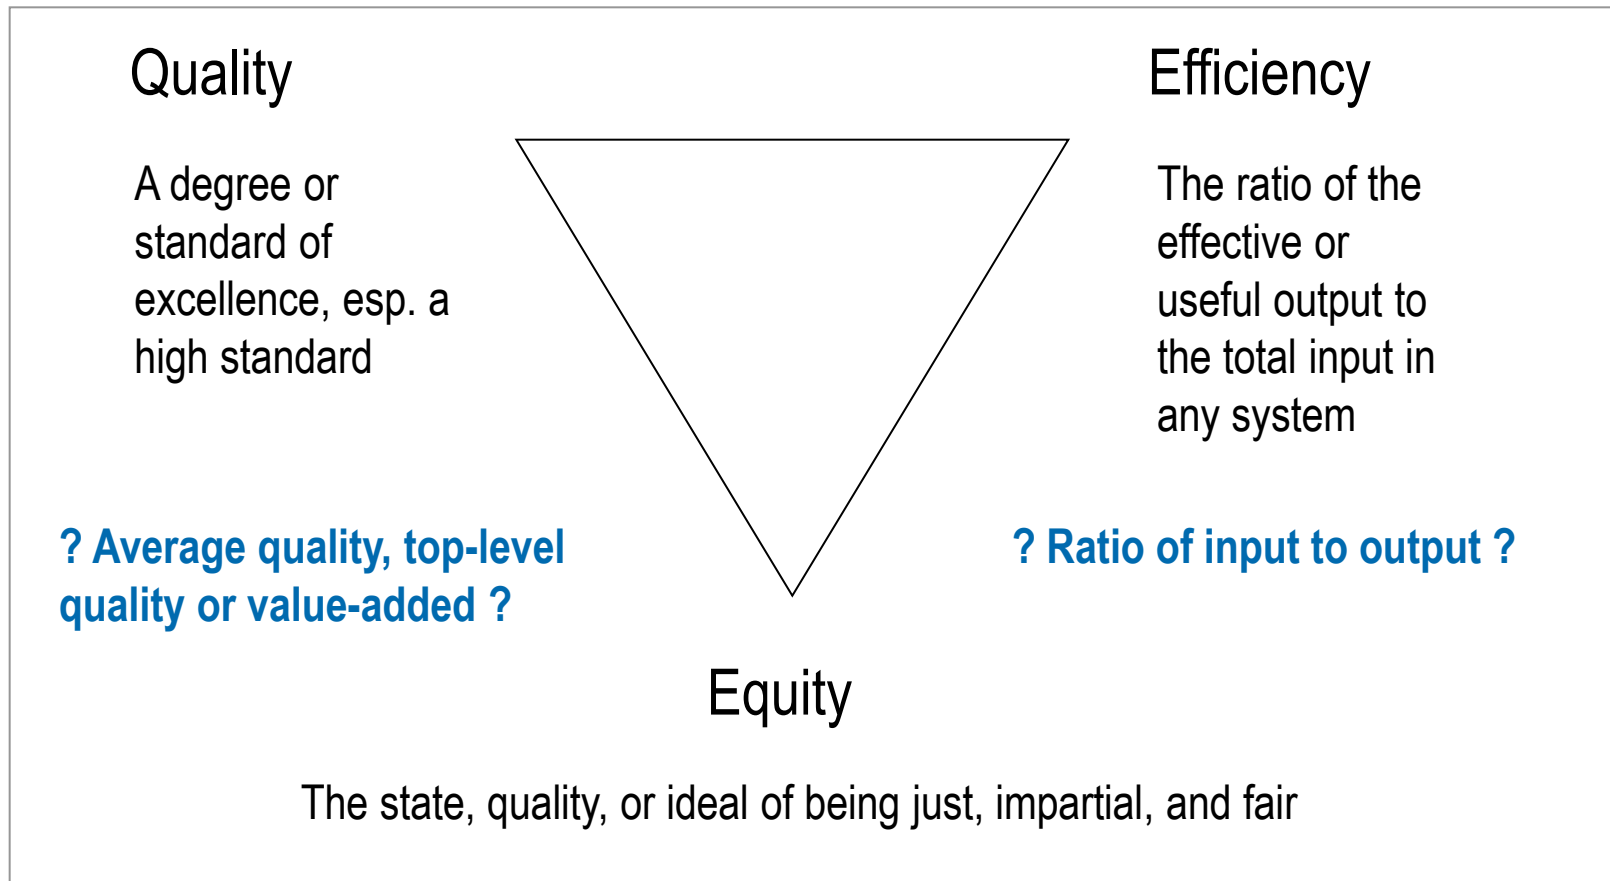 Quality
A degree or
standard of
excellence, esp. a
high standard
? Average quality, top-level
quality or value-added ?
Efficiency
The ratio of the
effective or
useful output to
the total input in
any system
? Ratio of input to output ?
Equity
The state, quality, or ideal of being just, impartial, and fair